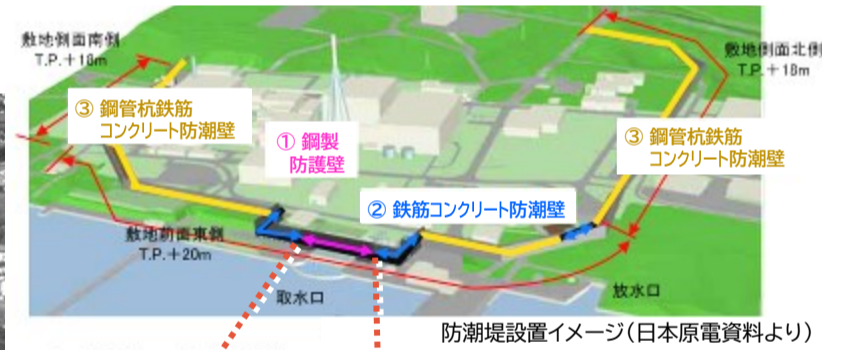 敷地側面南側
T.P.+18m
敷地側面北側
T.P.+18m
③ 鋼管杭鉄筋
コンクリート防潮壁
① 鋼製
防護壁
③ 鋼管杭鉄筋
コンクリート防潮壁
② 鉄筋コンクリート防潮壁
敷地前面東側
T.P.+20m
取水口
放水口
防潮堤設置イメージ(日本原電資料より)